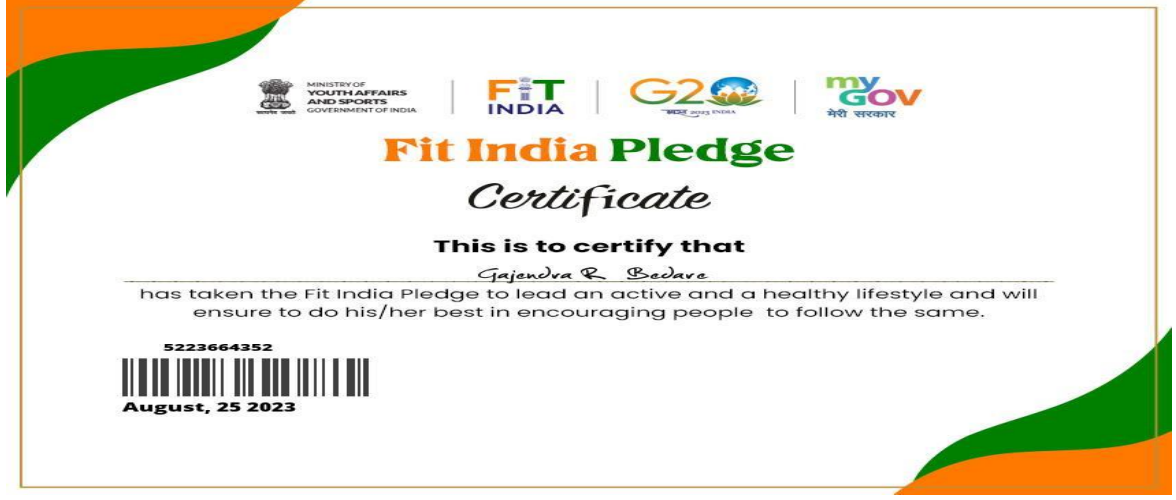 MINISTRY OF
YOUTH AFFAIRS
AND SPORTS
GOVERNMENT OF INDIA
FIT
INDIA
G20
2023 INDIA
my
GOV
मेरी सरकार
Fit India Pledge
Certificate
This is to certify that
Gajendra R Bedare
has taken the Fit India Pledge to lead an active and a healthy lifestyle and will
ensure to do his/her best in encouraging people to follow the same.
5223664352
August, 25 2023